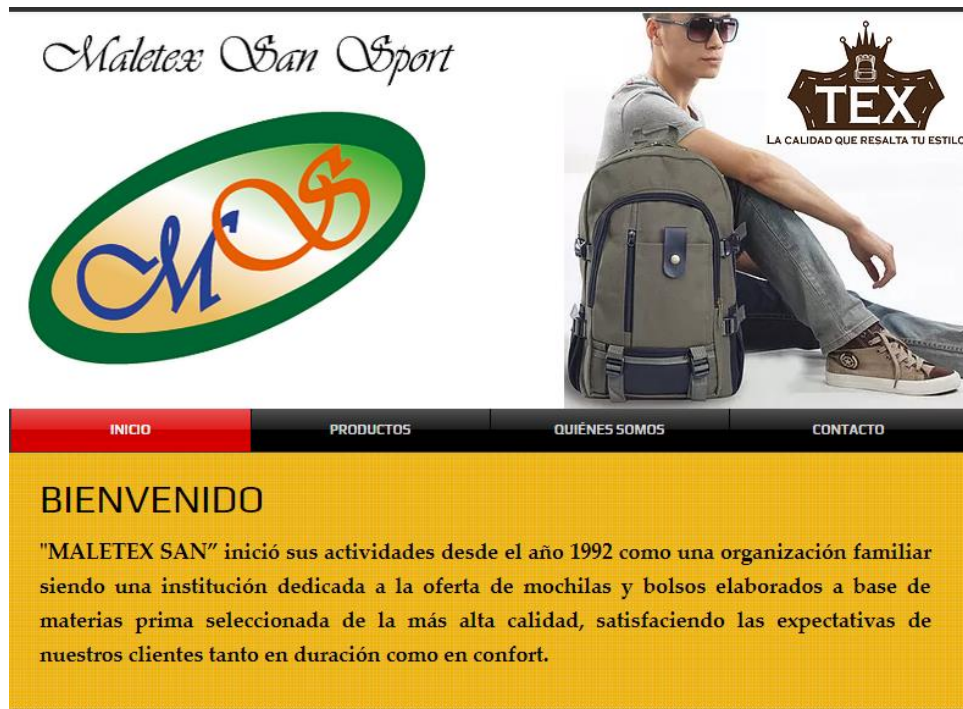 Maletex San Sport
TEX
LA CALIDAD QUE RESALTA TU ESTILO
MS
INICIO
PRODUCTOS
QUIÉNES SOMOS
CONTACTO
BIENVENIDO
"MALETEX SAN” inició sus actividades desde el año 1992 como una organización familiar
siendo una institución dedicada a la oferta de mochilas y bolsos elaborados a base de
materias prima seleccionada de la más alta calidad, satisfaciendo las expectativas de
nuestros clientes tanto en duración como en confort.